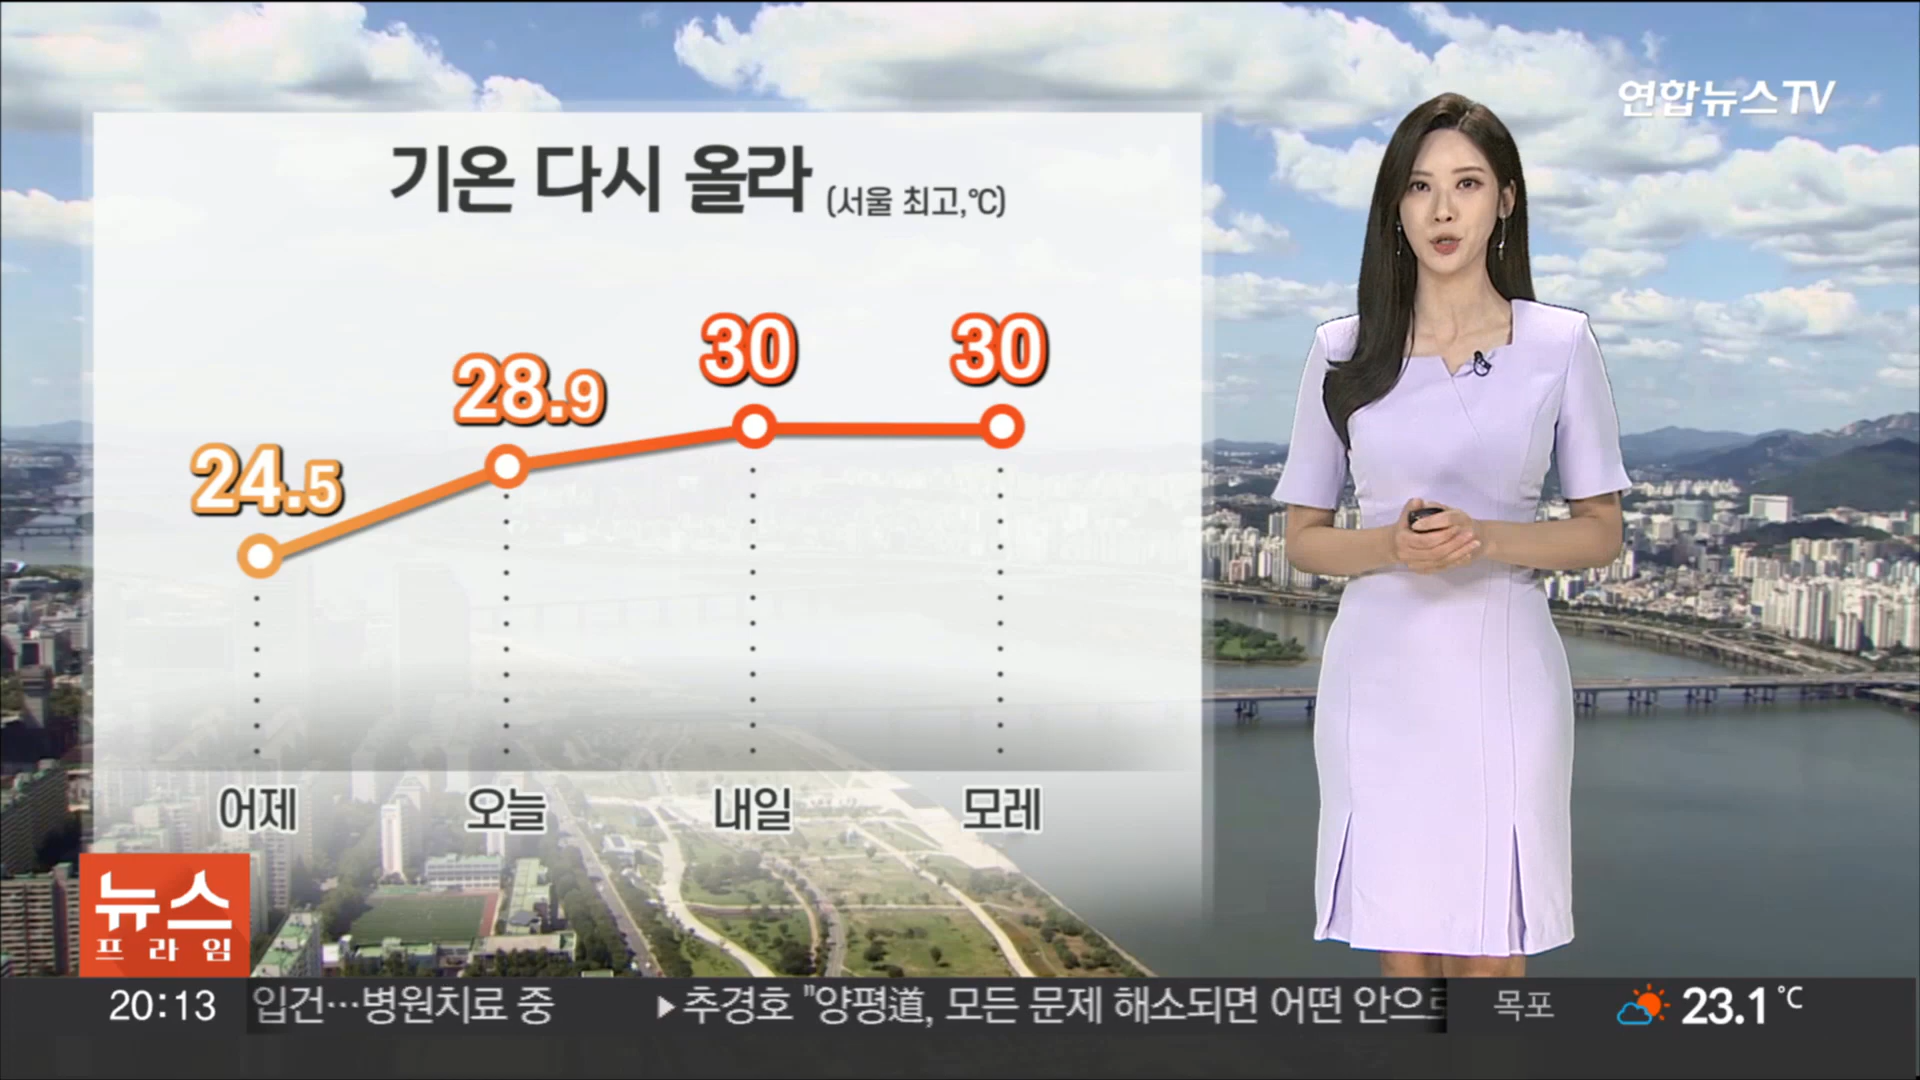 연합뉴스TV
기온 다시 올라 (서울 최고,℃)
24.5
28.9
30
30
어제
오늘
내일
모레
뉴스
프라임
20:13
입건…병원치료 중
▶추경호 "양평道, 모든 문제 해소되면 어떤 안으로
목포
23.1℃